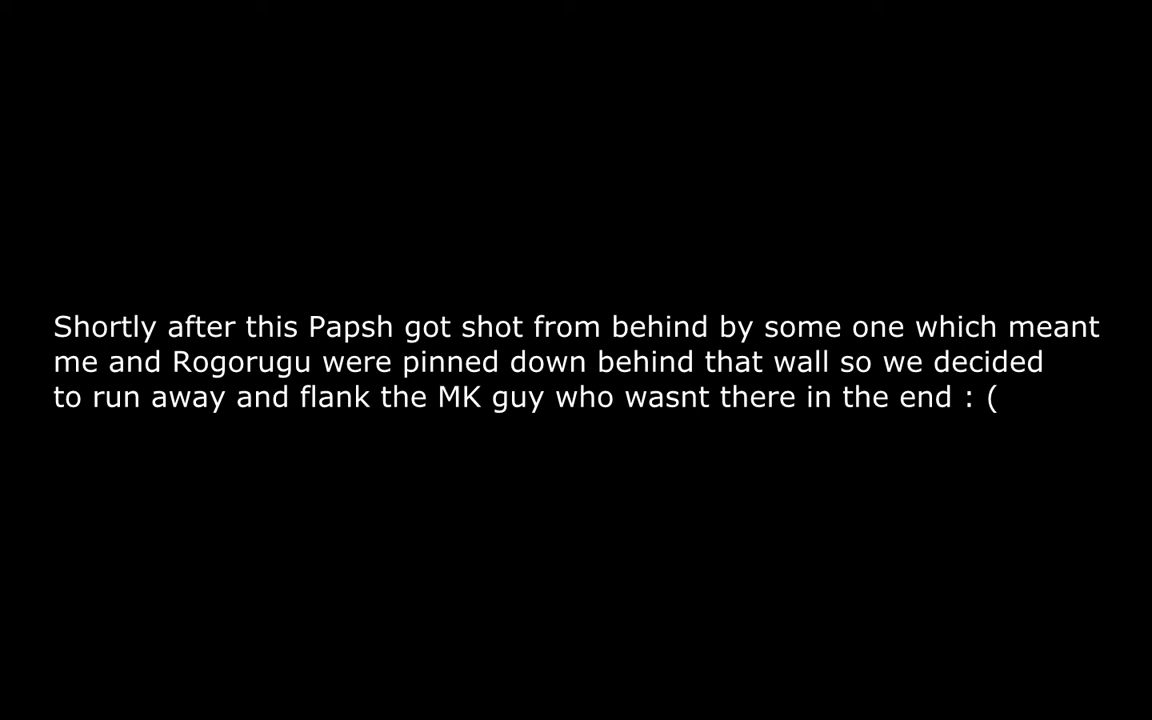 Shortly after this Papsh got shot from behind by some one which meant
me and Rogorugu were pinned down behind that wall so we decided
to run away and flank the MK guy who wasnt there in the end : (